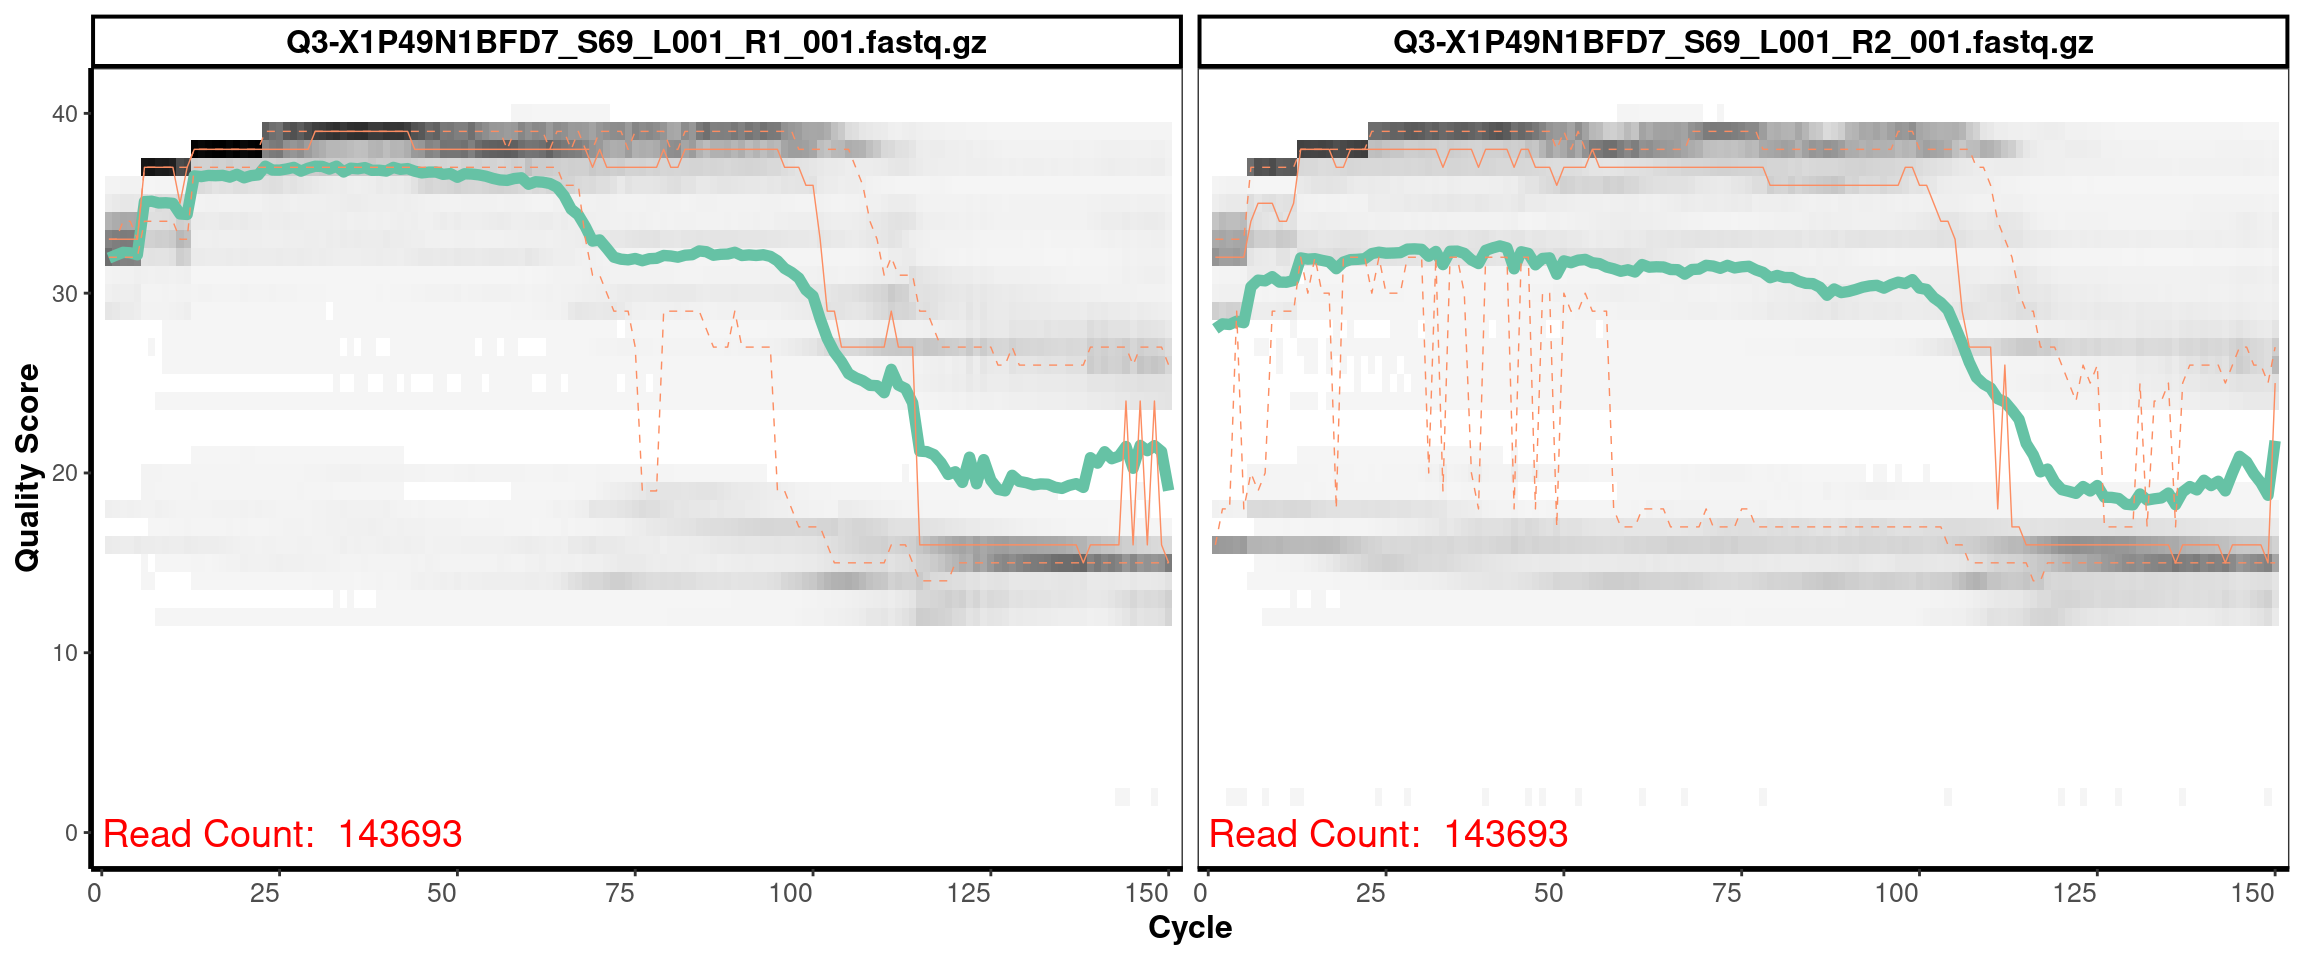 Q3-X1P49N1BFD7_S69_L001_R1_001.fastq.gz
Q3-X1P49N1BFD7_S69_L001_R2_001.fastq.gz
40
30
20
10
0
Quality Score
Read Count: 143693
Read Count: 143693
0 25 50 75 100 125 150
0 25 50 75 100 125 150
Cycle